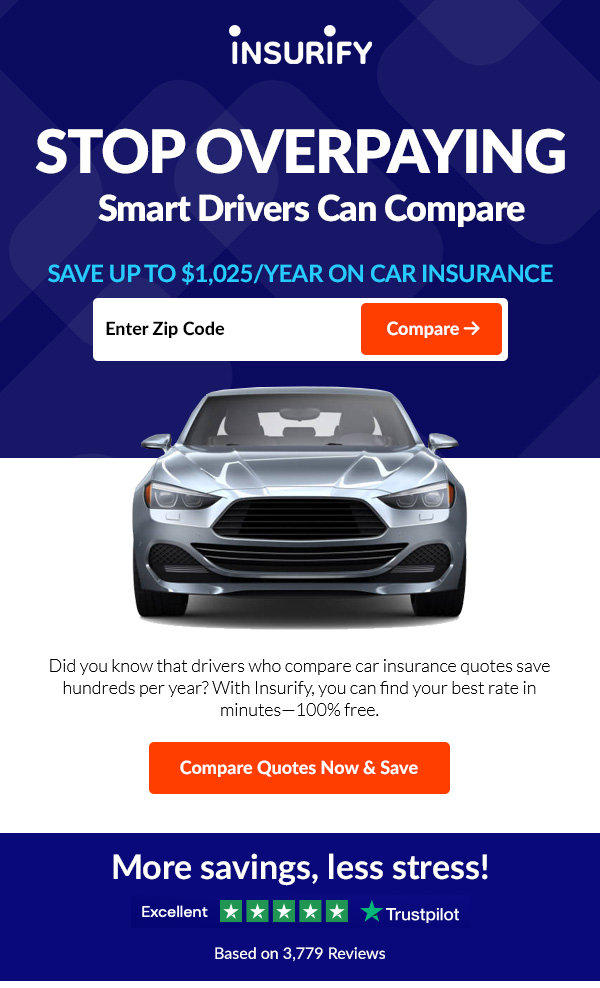 INSURIFY
STOP OVERPAYING
Smart Drivers Can Compare
SAVE UP TO $1,025/YEAR ON CAR INSURANCE
Enter Zip Code
Compare →
Did you know that drivers who compare car insurance quotes save
hundreds per year? With Insurify, you can find your best rate in
minutes—100% free.
Compare Quotes Now & Save
More savings, less stress!
Excellent
Trustpilot
Based on 3,779 Reviews